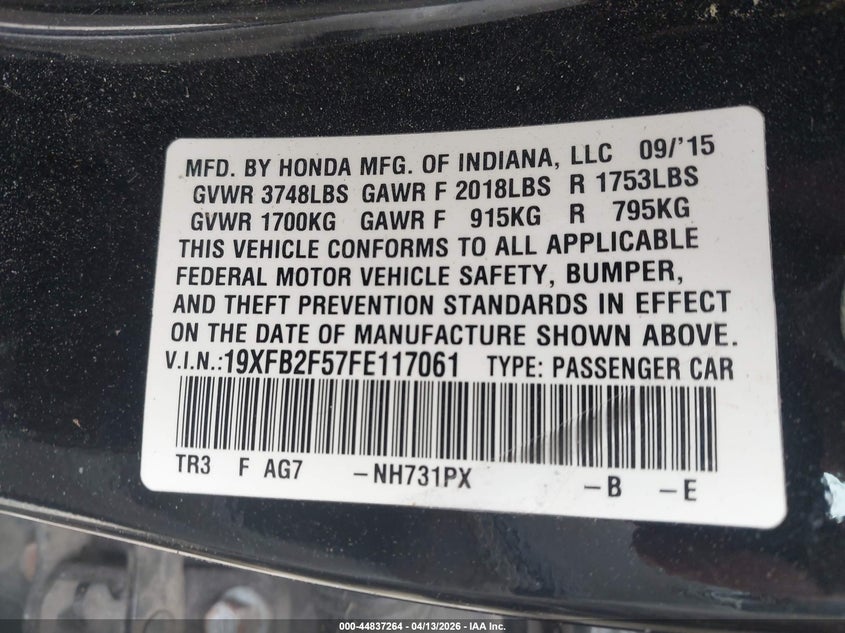 MFD. BY HONDA MFG. OF INDIANA, LLC 09/'15
GVWR 3748LBS GAWR F 2018LBS R 1753LBS
GVWR 1700KG GAWR F 915KG R 795KG
THIS VEHICLE CONFORMS TO ALL APPLICABLE
FEDERAL MOTOR VEHICLE SAFETY, BUMPER,
AND THEFT PREVENTION STANDARDS IN EFFECT
ON THE DATE OF MANUFACTURE SHOWN ABOVE.
V.I.N.:19XFB2F57FE117061 TYPE: PASSENGER CAR
TR3 F AG7 –NH731PX –B –E
000-44837264 - 04/13/2026 - IAA Inc.